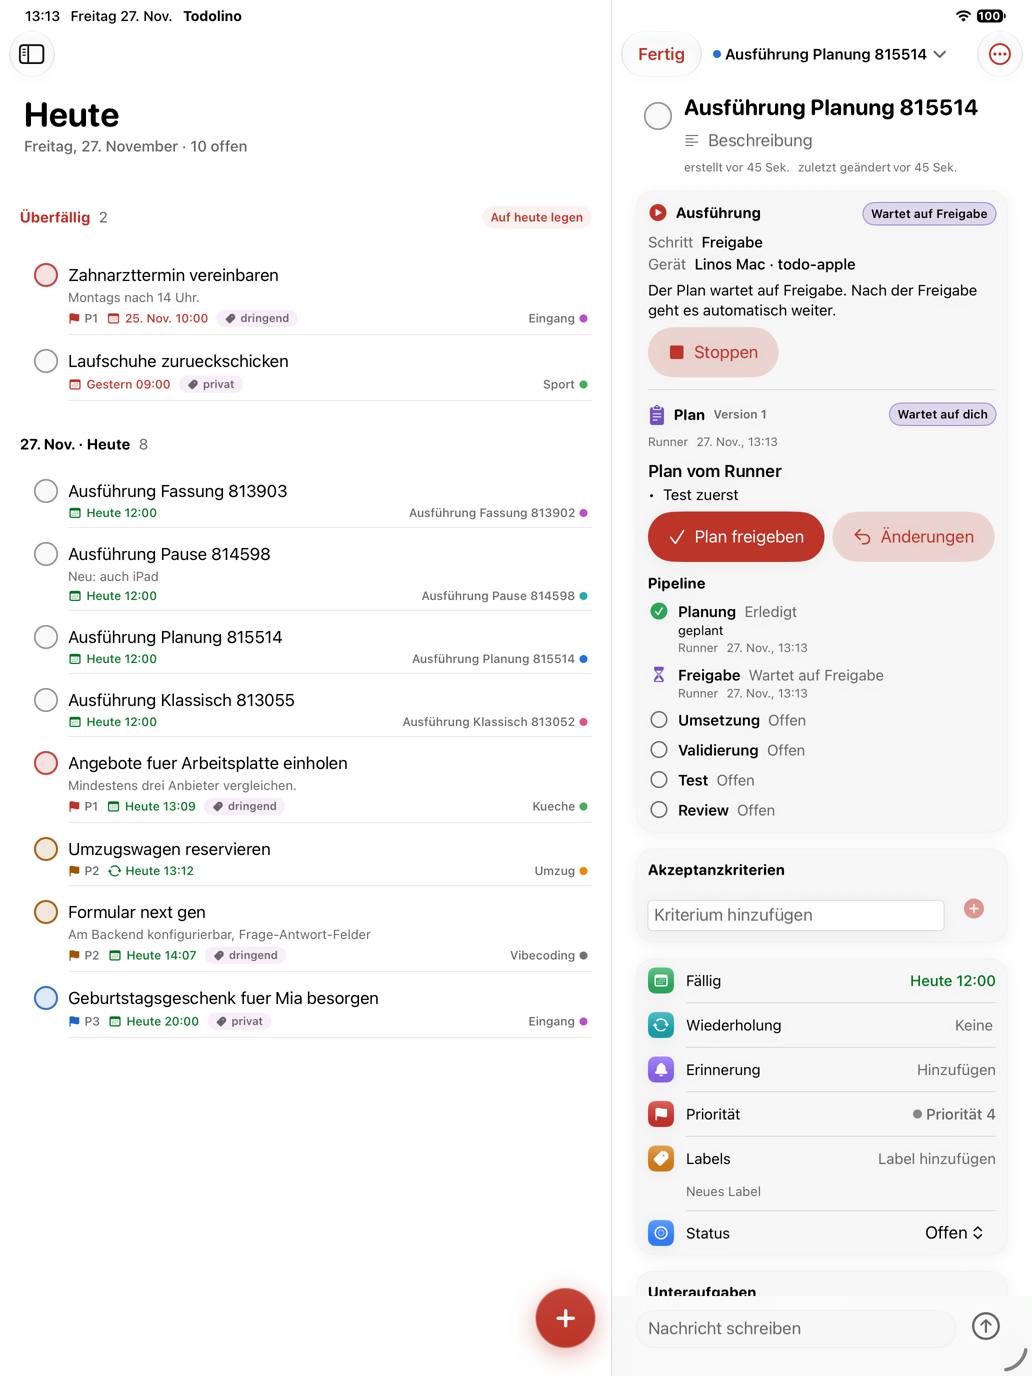 13:13 Freitag 27. Nov. Todolino
100
Heute
Freitag, 27. November · 10 offen
Überfällig 2
Auf heute legen
Zahnarzttermin vereinbaren
Montags nach 14 Uhr.
P1 25. Nov. 10:00 dringend Eingang
Laufschuhe zurueckschicken
Gestern 09:00 privat Sport
27. Nov. · Heute 8
Ausführung Fassung 813903
Heute 12:00 Ausführung Fassung 813902
Ausführung Pause 814598
Neu: auch iPad
Heute 12:00 Ausführung Pause 814598
Ausführung Planung 815514
Heute 12:00 Ausführung Planung 815514
Ausführung Klassisch 813055
Heute 12:00 Ausführung Klassisch 813052
Angebote fuer Arbeitsplatte einholen
Mindestens drei Anbieter vergleichen.
P1 Heute 13:09 dringend Kueche
Umzugswagen reservieren
P2 Heute 13:12 Umzug
Formular next gen
Am Backend konfigurierbar, Frage-Antwort-Felder
P2 Heute 14:07 dringend Vibecoding
Geburtstagsgeschenk fuer Mia besorgen
P3 Heute 20:00 privat Eingang
Fertig
Ausführung Planung 815514
Ausführung Planung 815514
Beschreibung
erstellt vor 45 Sek. zuletzt geändert vor 45 Sek.
Ausführung Wartet auf Freigabe
Schritt Freigabe
Gerät Linos Mac · todo-apple
Der Plan wartet auf Freigabe. Nach der Freigabe
geht es automatisch weiter.
Stoppen
Plan Version 1 Wartet auf dich
Runner 27. Nov., 13:13
Plan vom Runner
• Test zuerst
Plan freigeben
Änderungen
Pipeline
Planung Erledigt
geplant
Runner 27. Nov., 13:13
Freigabe Wartet auf Freigabe
Runner 27. Nov., 13:13
Umsetzung Offen
Validierung Offen
Test Offen
Review Offen
Akzeptanzkriterien
Kriterium hinzufügen
Fällig Heute 12:00
Wiederholung Keine
Erinnerung Hinzufügen
Priorität Priorität 4
Labels Label hinzufügen
Neues Label
Status Offen
Unteraufgaben
Nachricht schreiben